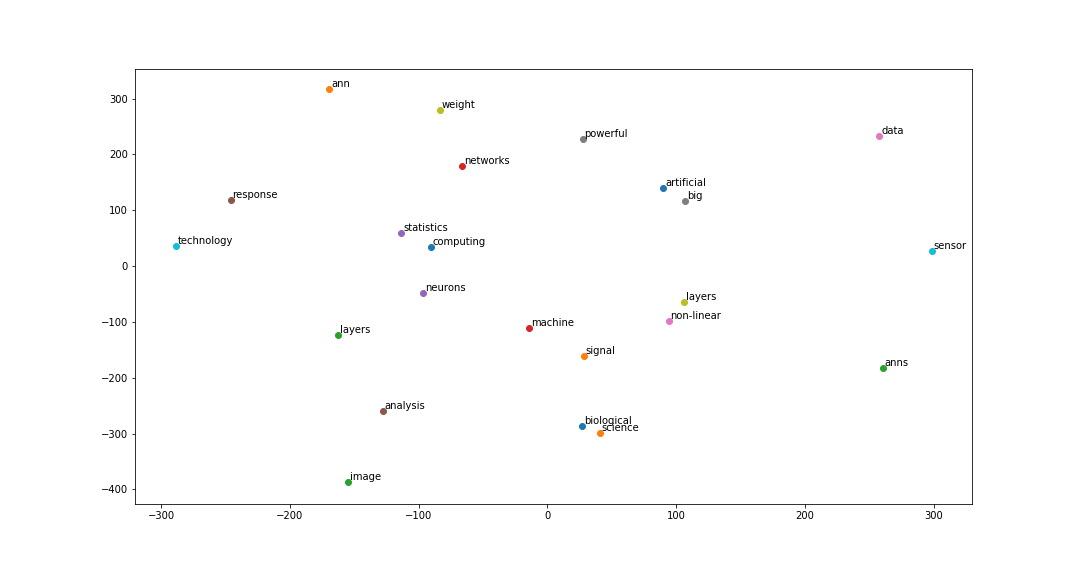 ann
weight
powerful
data
networks
artificial
big
response
statistics
computing
technology
sensor
neurons
layers
non-linear
machine
layers
signal
anns
analysis
biological
science
image
300
200
100
0
−100
−200
−300
−400
−300 −200 −100 0 100 200 300